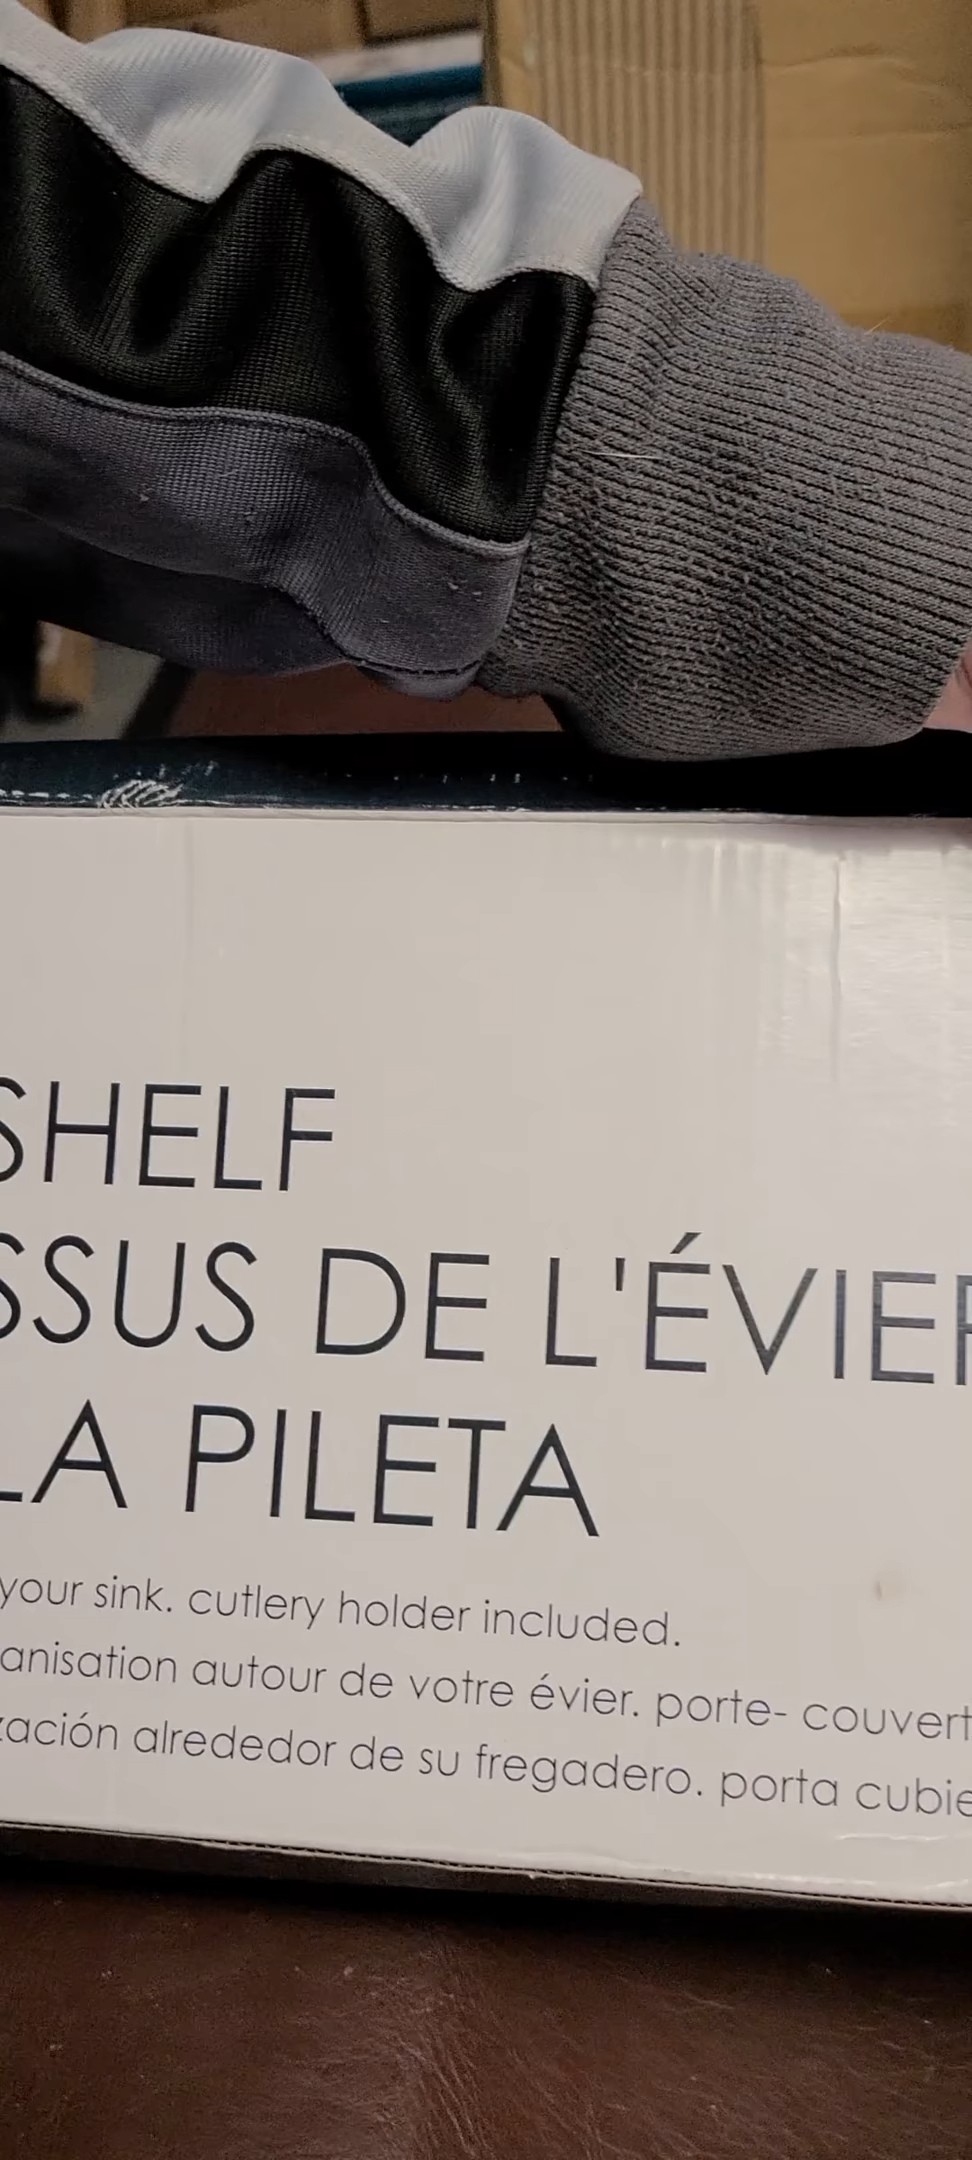 SHELF
SSUS DE L'ÉVIER
LA PILETA
your sink. cutlery holder included.
anisation autour de votre évier. porte- couvert
zación alrededor de su fregadero. porta cubie